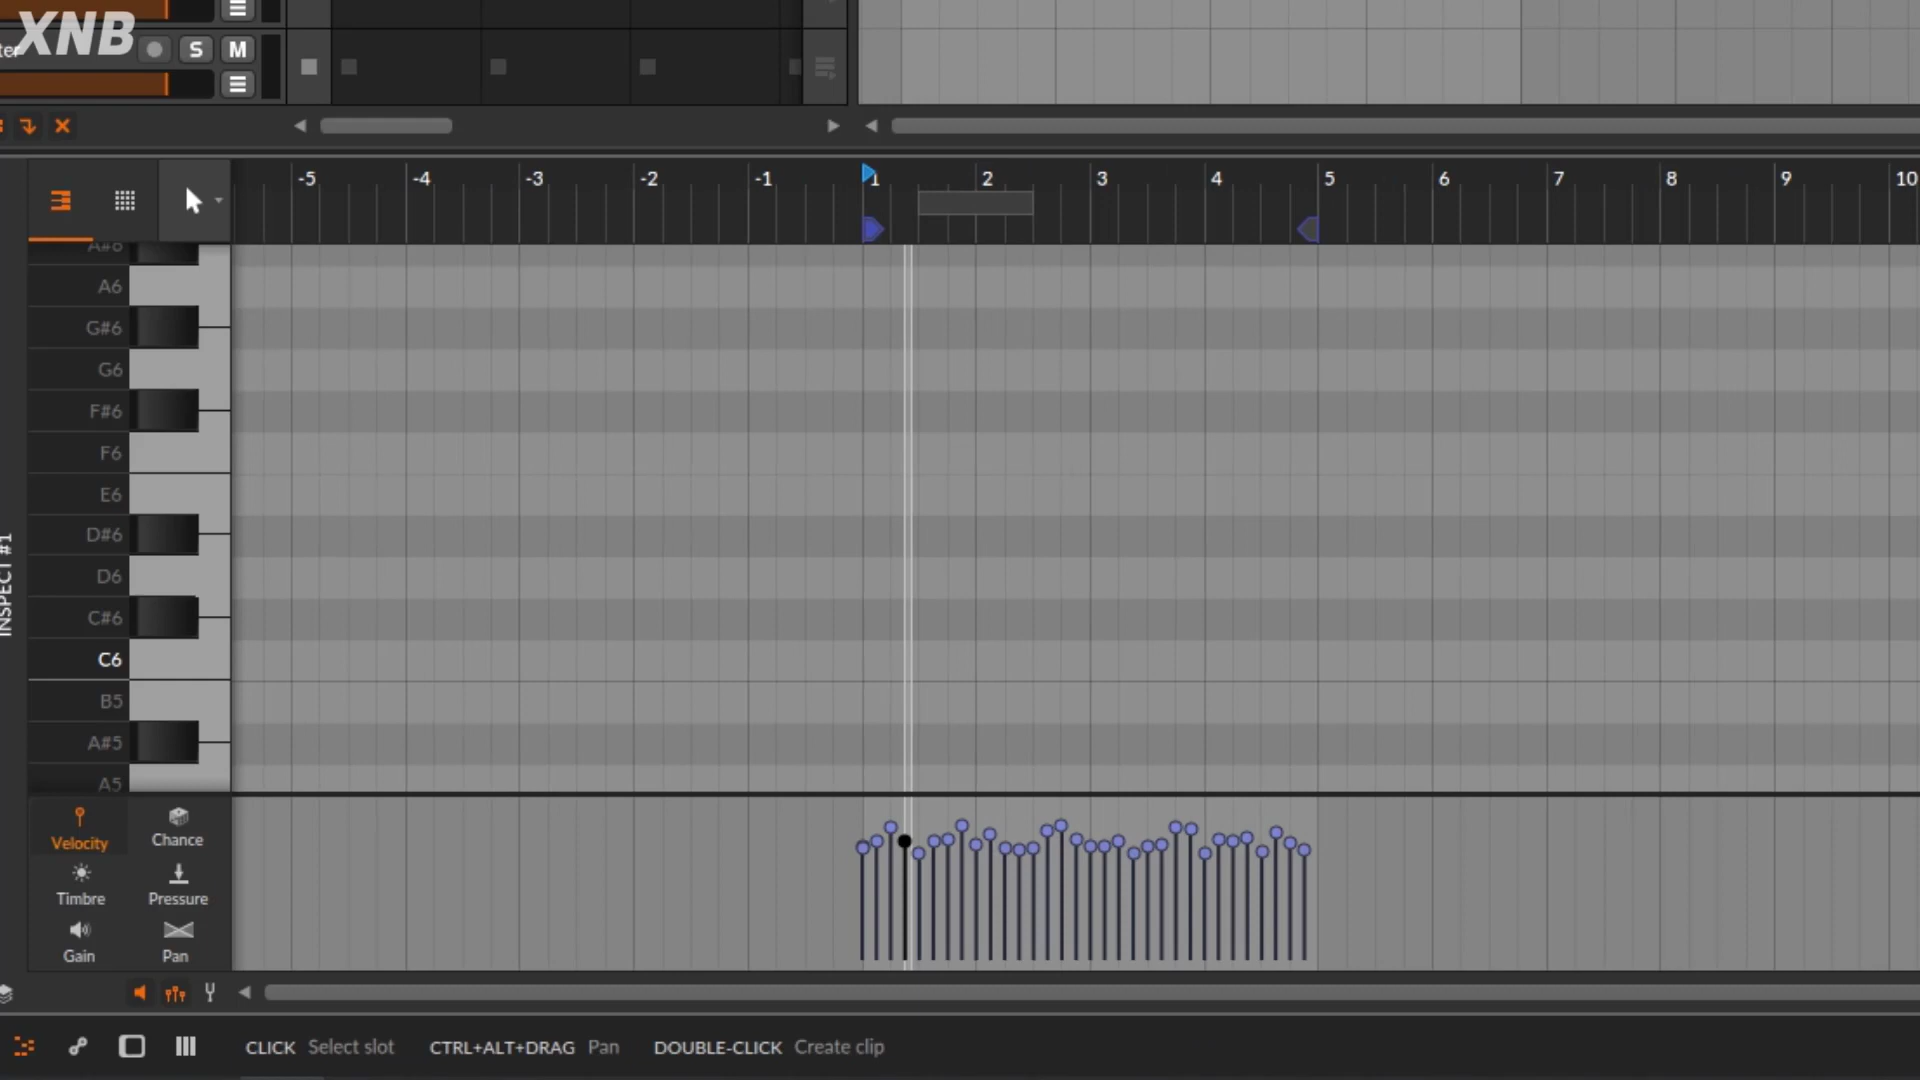 XNB
ter S M
-5 -4 -3 -2 -1 1 2 3 4 5 6 7 8 9 10
A#6
A6
G#6
G6
F#6
F6
E6
D#6
D6
C#6
C6
B5
A#5
A5
INSPECT #1
Velocity Chance
Timbre Pressure
Gain Pan
CLICK Select slot CTRL+ALT+DRAG Pan DOUBLE-CLICK Create clip